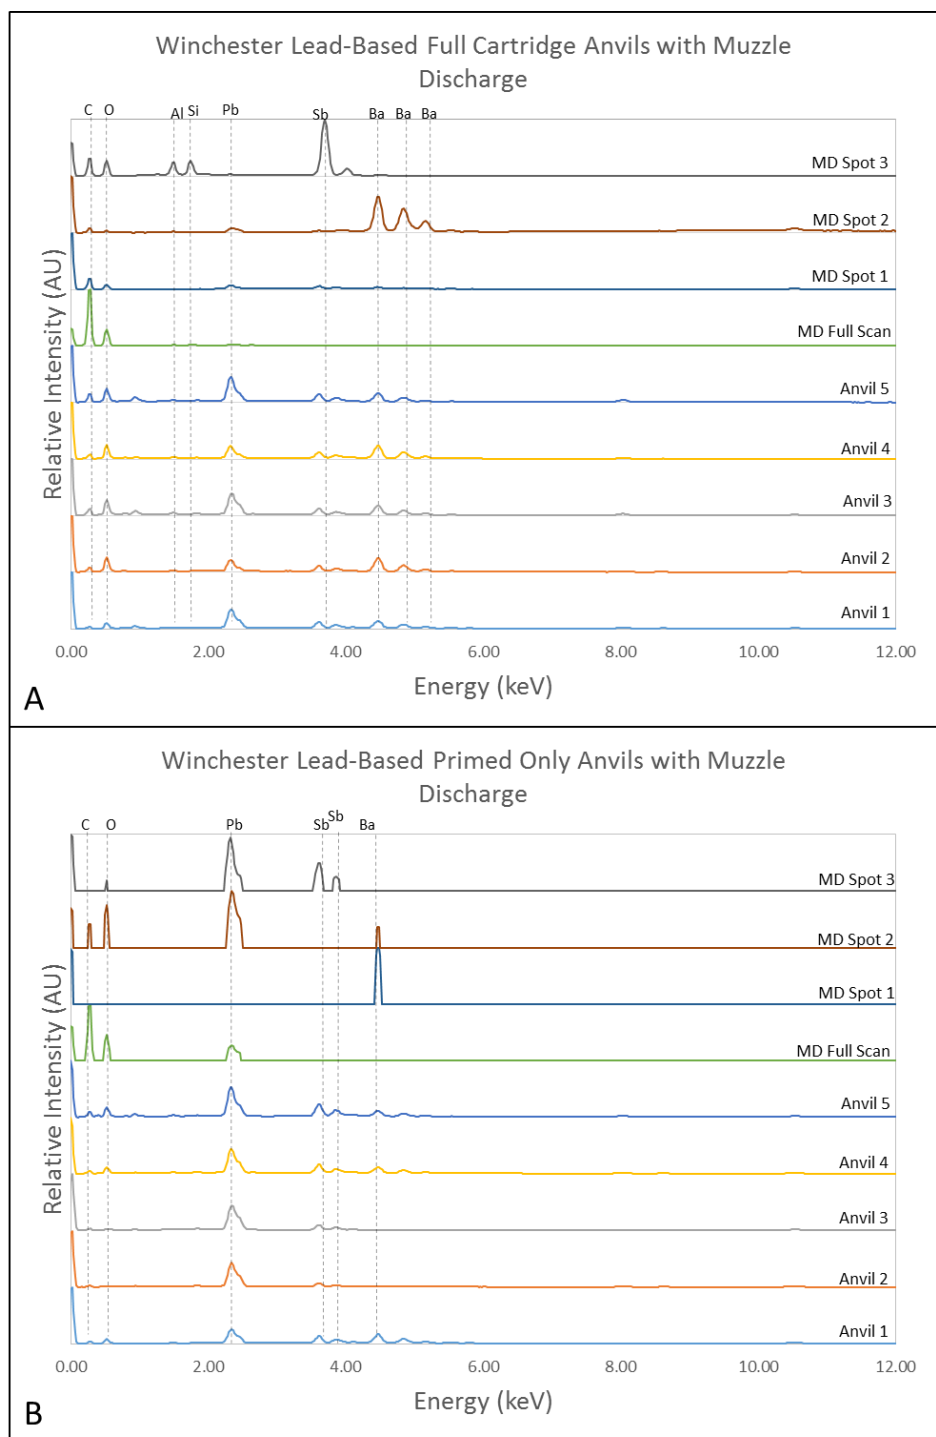 Winchester Lead-Based Full Cartridge Anvils with Muzzle
Discharge
C O Al Si Pb Sb Ba Ba Ba
MD Spot 3
MD Spot 2
MD Spot 1
MD Full Scan
Anvil 5
Anvil 4
Anvil 3
Anvil 2
Anvil 1
Relative Intensity (AU)
0.00 2.00 4.00 6.00 8.00 10.00 12.00
Energy (keV)
A
Winchester Lead-Based Primed Only Anvils with Muzzle
Discharge
C O Pb Sb Sb Ba
MD Spot 3
MD Spot 2
MD Spot 1
MD Full Scan
Anvil 5
Anvil 4
Anvil 3
Anvil 2
Anvil 1
Relative Intensity (AU)
0.00 2.00 4.00 6.00 8.00 10.00 12.00
Energy (keV)
B